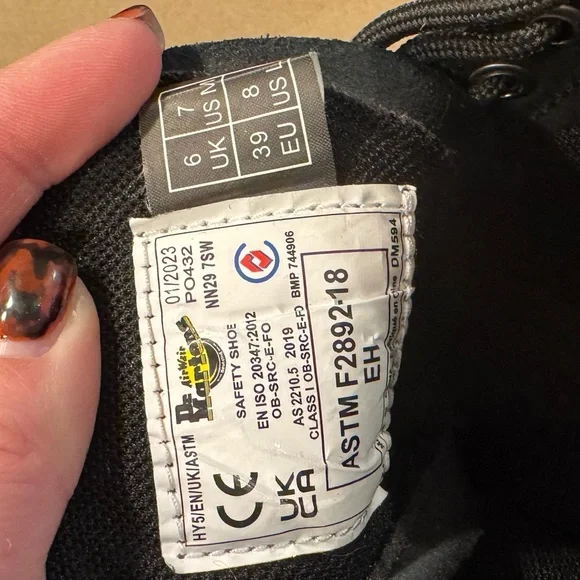 7 US M
8 US L
6 UK
39 EU
01/2023
PO432
NN29 7SW
Dr.
AirWair
Martens
SAFETY SHOE
EN ISO 20347:2012
OB-SRC-E-FO
AS 2210.5 2019
CLASS I OB-SRC-E-FO
BMP 744906
ASTM F2892-18
EH
DM594
HY5/EN/UK/ASTM
CE
UK
CA